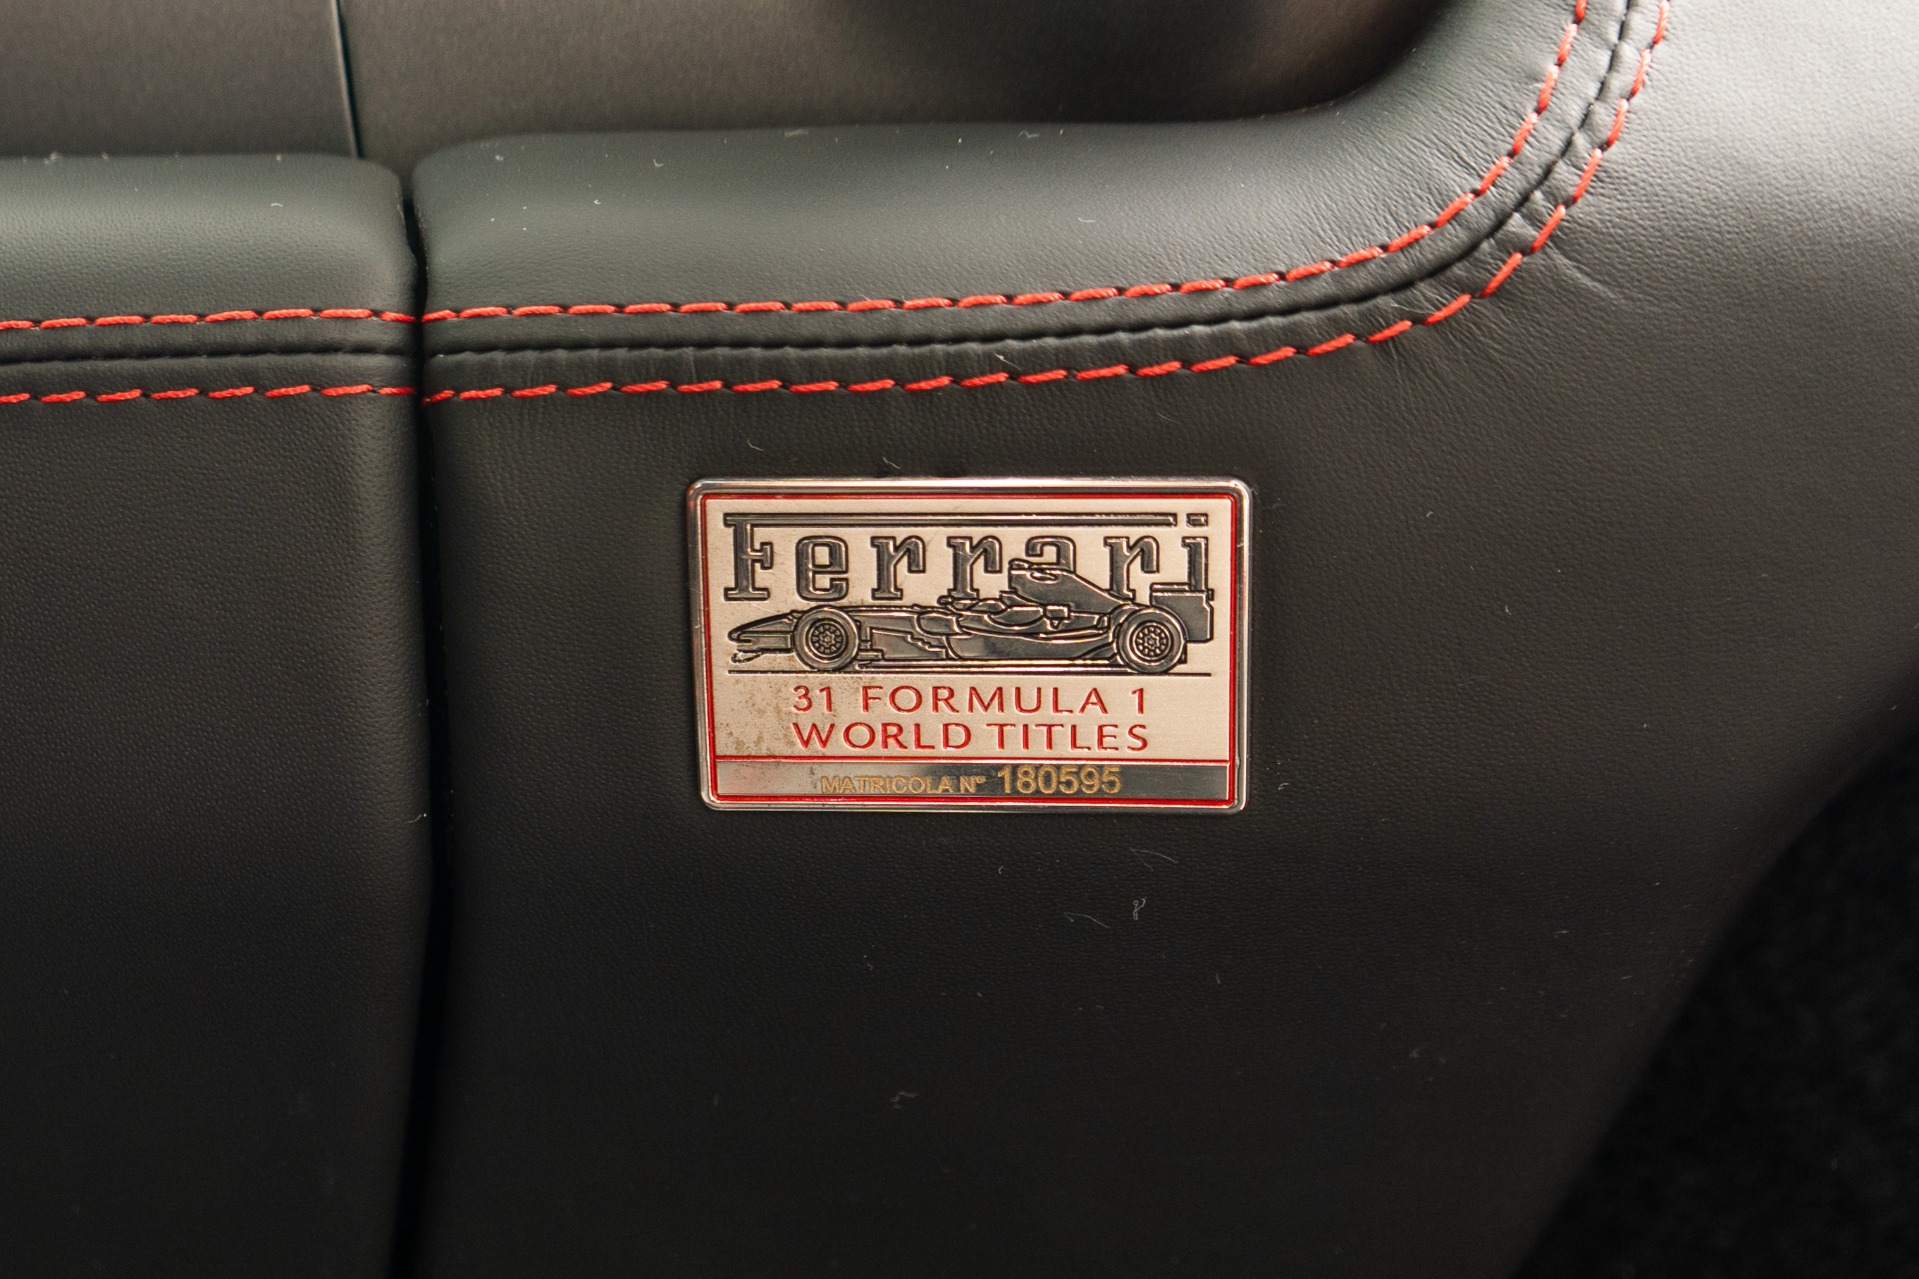 Ferrari
31 FORMULA 1
WORLD TITLES
MATRICOLA N° 180595